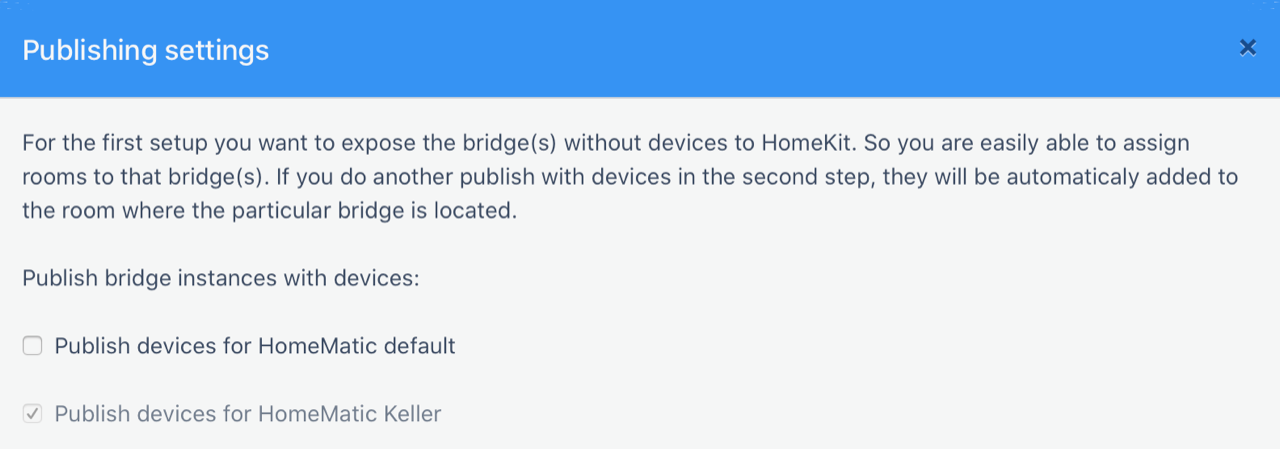 Publishing settings
For the first setup you want to expose the bridge(s) without devices to HomeKit. So you are easily able to assign
rooms to that bridge(s). If you do another publish with devices in the second step, they will be automaticaly added to
the room where the particular bridge is located.
Publish bridge instances with devices:
Publish devices for HomeMatic default
Publish devices for HomeMatic Keller